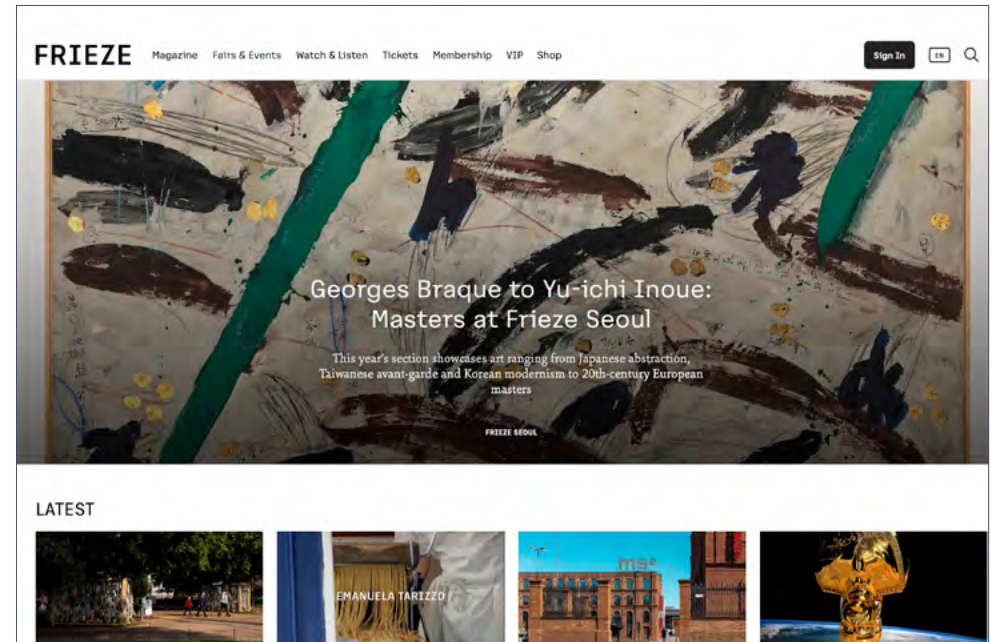 FRIEZE
Magazine Fairs & Events Watch & Listen Tickets Membership VIP Shop
Sign In
EN
Georges Braque to Yu-ichi Inoue:
Masters at Frieze Seoul
This year's section showcases art ranging from Japanese abstraction,
Taiwanese avant-garde and Korean modernism to 20th-century European
masters
FRIEZE SEOUL
LATEST
EMANUELA TARIZZO
ms²